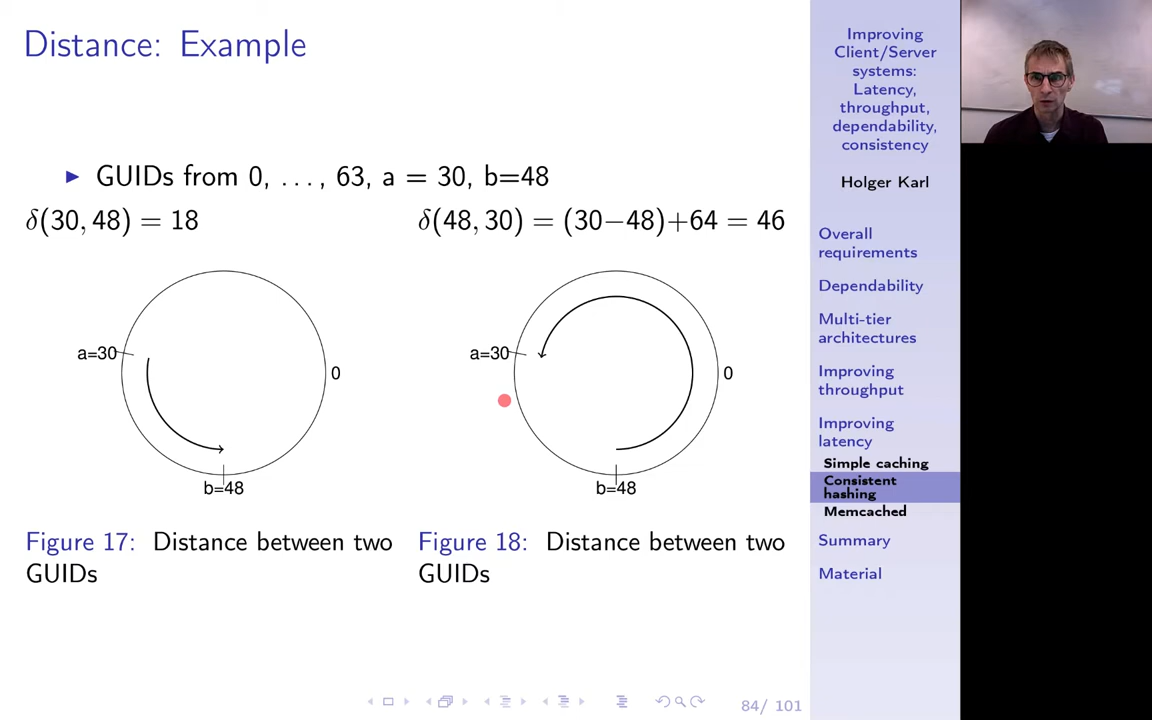 Distance: Example
► GUIDs from 0, ..., 63, a = 30, b=48
δ(30, 48) = 18
δ(48, 30) = (30−48)+64 = 46
a=30
0
b=48
a=30
0
b=48
Figure 17: Distance between two
GUIDs
Figure 18: Distance between two
GUIDs
84/ 101
Improving
Client/Server
systems:
Latency,
throughput,
dependability,
consistency
Holger Karl
Overall
requirements
Dependability
Multi-tier
architectures
Improving
throughput
Improving
latency
Simple caching
Consistent
hashing
Memcached
Summary
Material